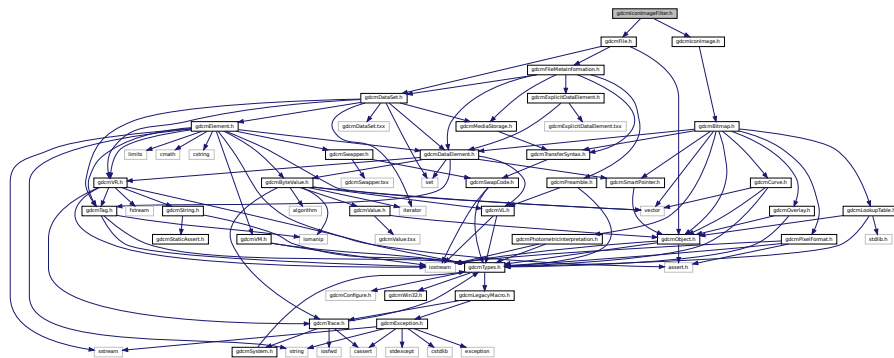 gdcmIconImageFilter.h
gdcmFile.h
gdcmIconImage.h
gdcmFileMetaInformation.h
gdcmDataSet.h
gdcmExplicitDataElement.h
gdcmElement.h
gdcmDataSet.txx
gdcmMediaStorage.h
gdcmExplicitDataElement.txx
gdcmBitmap.h
limits
cmath
cstring
gdcmSwapper.h
gdcmDataElement.h
gdcmTransferSyntax.h
gdcmVR.h
gdcmByteValue.h
gdcmSwapper.txx
set
gdcmSwapCode.h
gdcmPreamble.h
gdcmSmartPointer.h
gdcmCurve.h
gdcmTag.h
fstream
gdcmString.h
algorithm
gdcmValue.h
iterator
gdcmVL.h
vector
gdcmOverlay.h
gdcmLookupTable.h
gdcmStaticAssert.h
gdcmVM.h
iomanip
gdcmValue.txx
gdcmPhotometricInterpretation.h
gdcmObject.h
gdcmPixelFormat.h
stdlib.h
iostream
gdcmTypes.h
assert.h
gdcmConfigure.h
gdcmWin32.h
gdcmLegacyMacro.h
gdcmTrace.h
gdcmException.h
sstream
gdcmSystem.h
string
iosfwd
cassert
stdexcept
cstdlib
exception